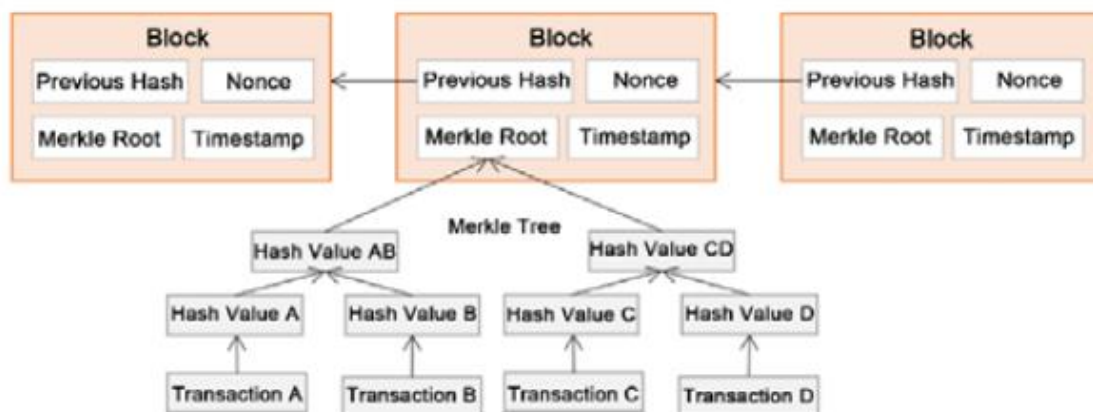 Block Block Block
Previous Hash Nonce Previous Hash Nonce Previous Hash Nonce
Merkle Root Timestamp Merkle Root Timestamp Merkle Root Timestamp
Merkle Tree
Hash Value AB Hash Value CD
Hash Value A Hash Value B Hash Value C Hash Value D
Transaction A Transaction B Transaction C Transaction D